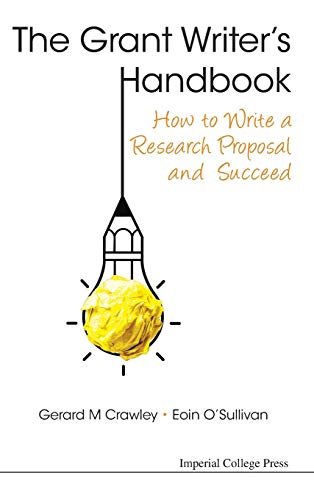 The Grant Writer's
Handbook
How to Write a
Research Proposal
and Succeed
Gerard M Crawley • Eoin O'Sullivan
Imperial College Press